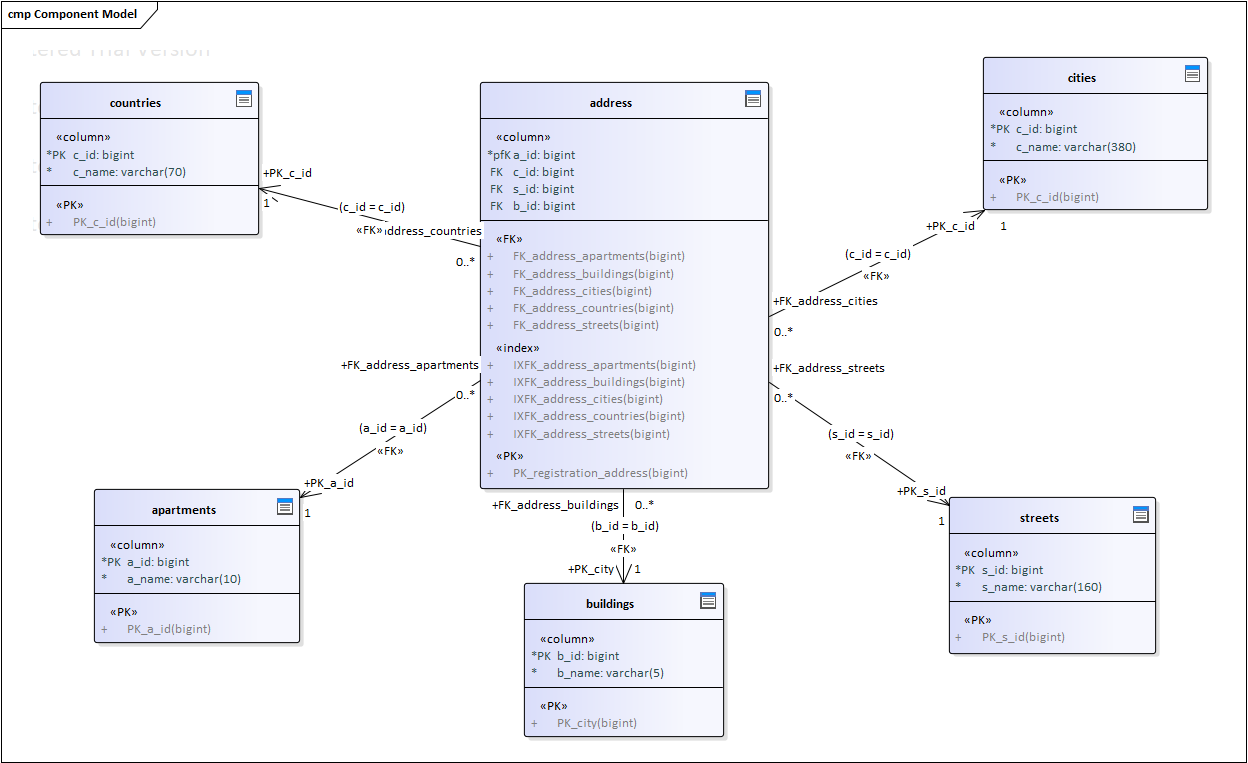 cmp Component Model
tered Trial Version
countries
«column»
*PK c_id: bigint
* c_name: varchar(70)
«PK»
+ PK_c_id(bigint)
address
«column»
*pfK a_id: bigint
FK c_id: bigint
FK s_id: bigint
FK b_id: bigint
«FK»
+ FK_address_apartments(bigint)
+ FK_address_buildings(bigint)
+ FK_address_cities(bigint)
+ FK_address_countries(bigint)
+ FK_address_streets(bigint)
«index»
+ IXFK_address_apartments(bigint)
+ IXFK_address_buildings(bigint)
+ IXFK_address_cities(bigint)
+ IXFK_address_countries(bigint)
+ IXFK_address_streets(bigint)
«PK»
+ PK_registration_address(bigint)
cities
«column»
*PK c_id: bigint
* c_name: varchar(380)
«PK»
+ PK_c_id(bigint)
+PK_c_id
1
(c_id = c_id)
«FK»
address_countries
0..*
+PK_c_id
1
(c_id = c_id)
«FK»
+FK_address_cities
0..*
+FK_address_apartments
0..*
(a_id = a_id)
«FK»
+PK_a_id
1
+FK_address_streets
0..*
(s_id = s_id)
«FK»
+PK_s_id
1
+FK_address_buildings
0..*
(b_id = b_id)
«FK»
+PK_city
1
apartments
«column»
*PK a_id: bigint
* a_name: varchar(10)
«PK»
+ PK_a_id(bigint)
buildings
«column»
*PK b_id: bigint
* b_name: varchar(5)
«PK»
+ PK_city(bigint)
streets
«column»
*PK s_id: bigint
* s_name: varchar(160)
«PK»
+ PK_s_id(bigint)